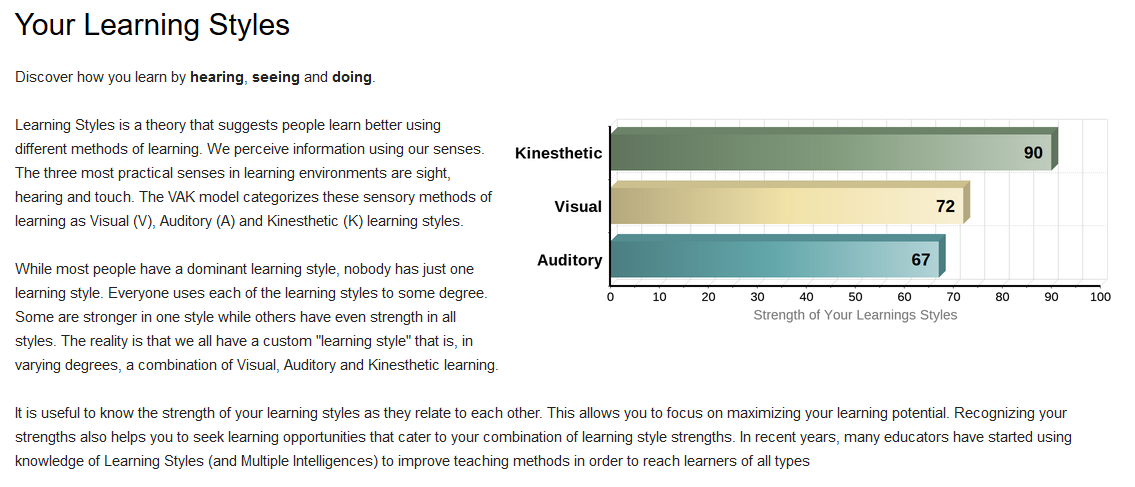 Your Learning Styles
Discover how you learn by hearing, seeing and doing.
Learning Styles is a theory that suggests people learn better using
different methods of learning. We perceive information using our senses.
The three most practical senses in learning environments are sight,
hearing and touch. The VAK model categorizes these sensory methods of
learning as Visual (V), Auditory (A) and Kinesthetic (K) learning styles.
While most people have a dominant learning style, nobody has just one
learning style. Everyone uses each of the learning styles to some degree.
Some are stronger in one style while others have even strength in all
styles. The reality is that we all have a custom "learning style" that is, in
varying degrees, a combination of Visual, Auditory and Kinesthetic learning.
Kinesthetic 90
Visual 72
Auditory 67
0 10 20 30 40 50 60 70 80 90 100
Strength of Your Learnings Styles
It is useful to know the strength of your learning styles as they relate to each other. This allows you to focus on maximizing your learning potential. Recognizing your
strengths also helps you to seek learning opportunities that cater to your combination of learning style strengths. In recent years, many educators have started using
knowledge of Learning Styles (and Multiple Intelligences) to improve teaching methods in order to reach learners of all types